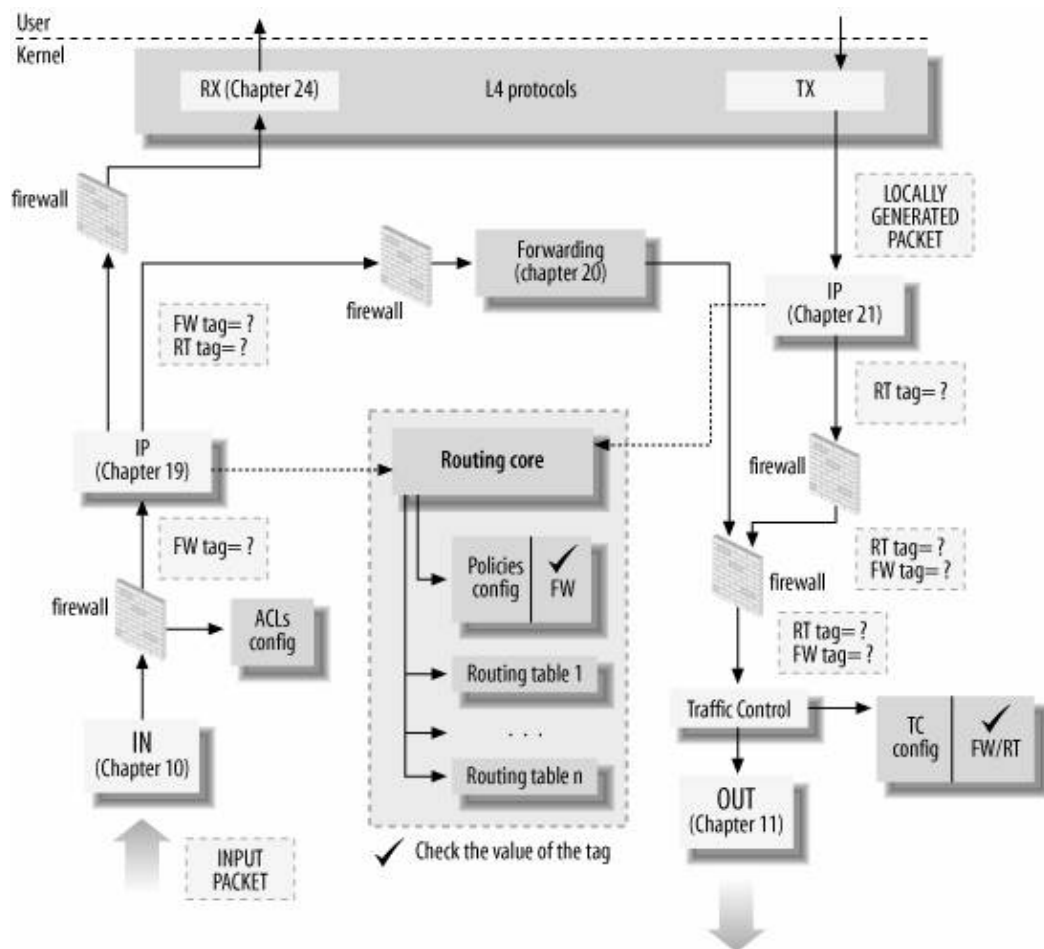 User
Kernel
RX (Chapter 24)
L4 protocols
TX
firewall
LOCALLY
GENERATED
PACKET
Forwarding
(chapter 20)
firewall
IP
(Chapter 21)
FW tag= ?
RT tag= ?
RT tag= ?
IP
(Chapter 19)
Routing core
firewall
FW tag= ?
Policies
config
FW
RT tag= ?
FW tag= ?
firewall
firewall
ACLs
config
RT tag= ?
FW tag= ?
Routing table 1
Traffic Control
TC
config
FW/RT
IN
(Chapter 10)
. . .
Routing table n
OUT
(Chapter 11)
Check the value of the tag
INPUT
PACKET